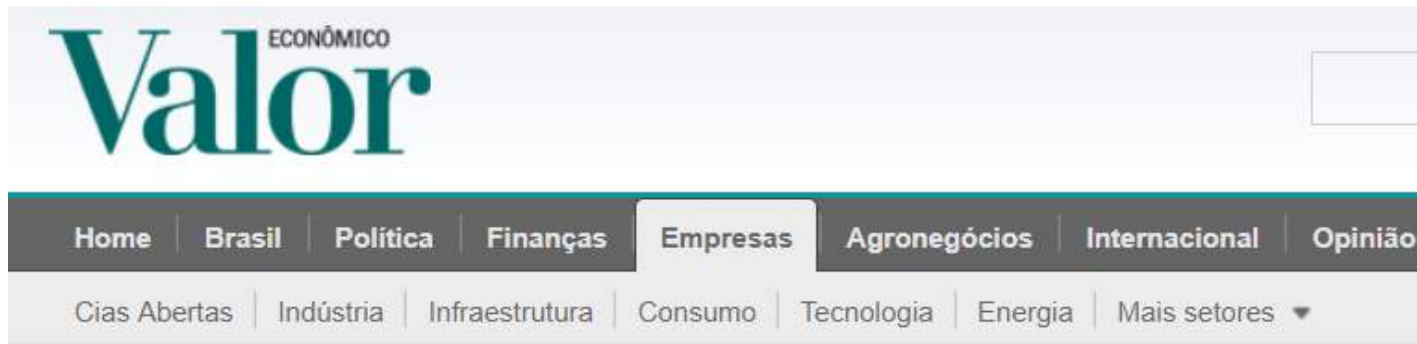 ECONÔMICO
Valor
Home Brasil Política Finanças Empresas Agronegócios Internacional Opinião
Cias Abertas Indústria Infraestrutura Consumo Tecnologia Energia Mais setores